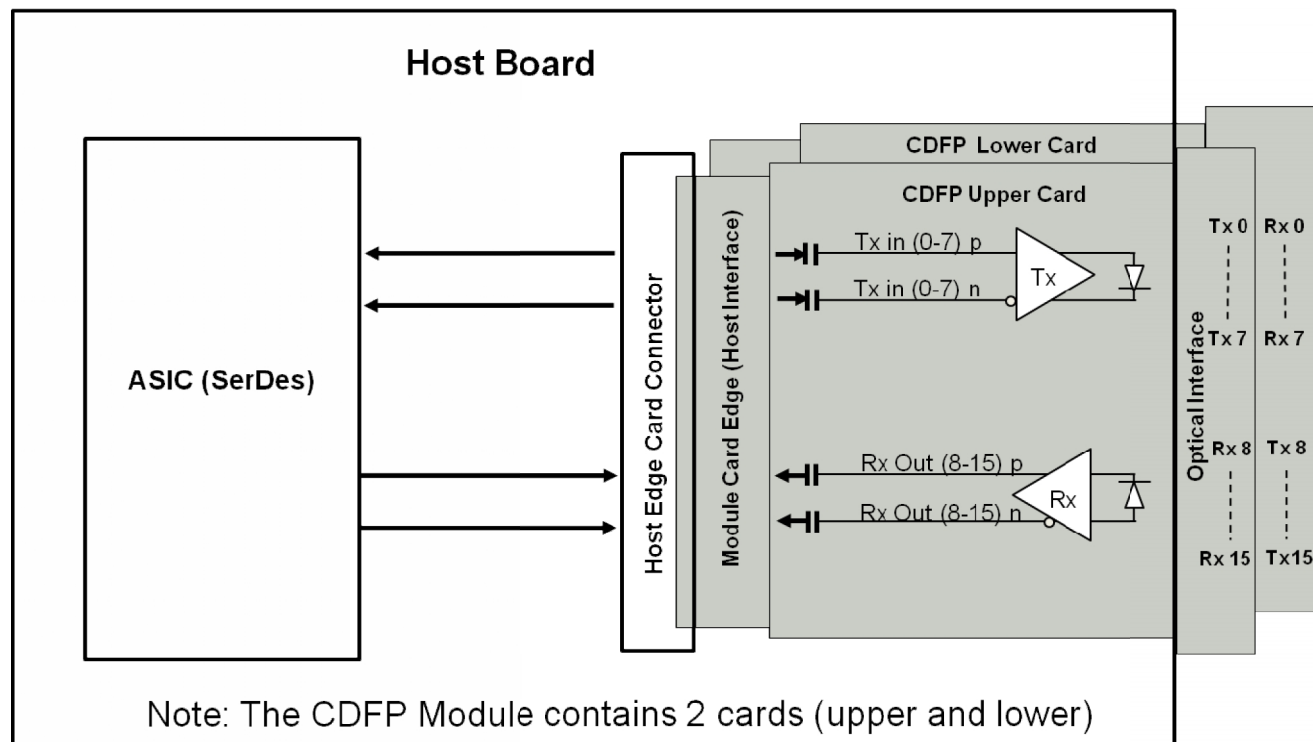 Host Board
CDFP Lower Card
CDFP Upper Card
ASIC (SerDes)
Host Edge Card Connector
Module Card Edge (Host Interface)
Tx in (0-7) p
Tx in (0-7) n
Tx
Rx Out (8-15) p
Rx Out (8-15) n
Rx
Optical Interface
Tx 0 Rx 0
Tx 7 Rx 7
Rx 8 Tx 8
Rx 15 Tx15
Note: The CDFP Module contains 2 cards (upper and lower)